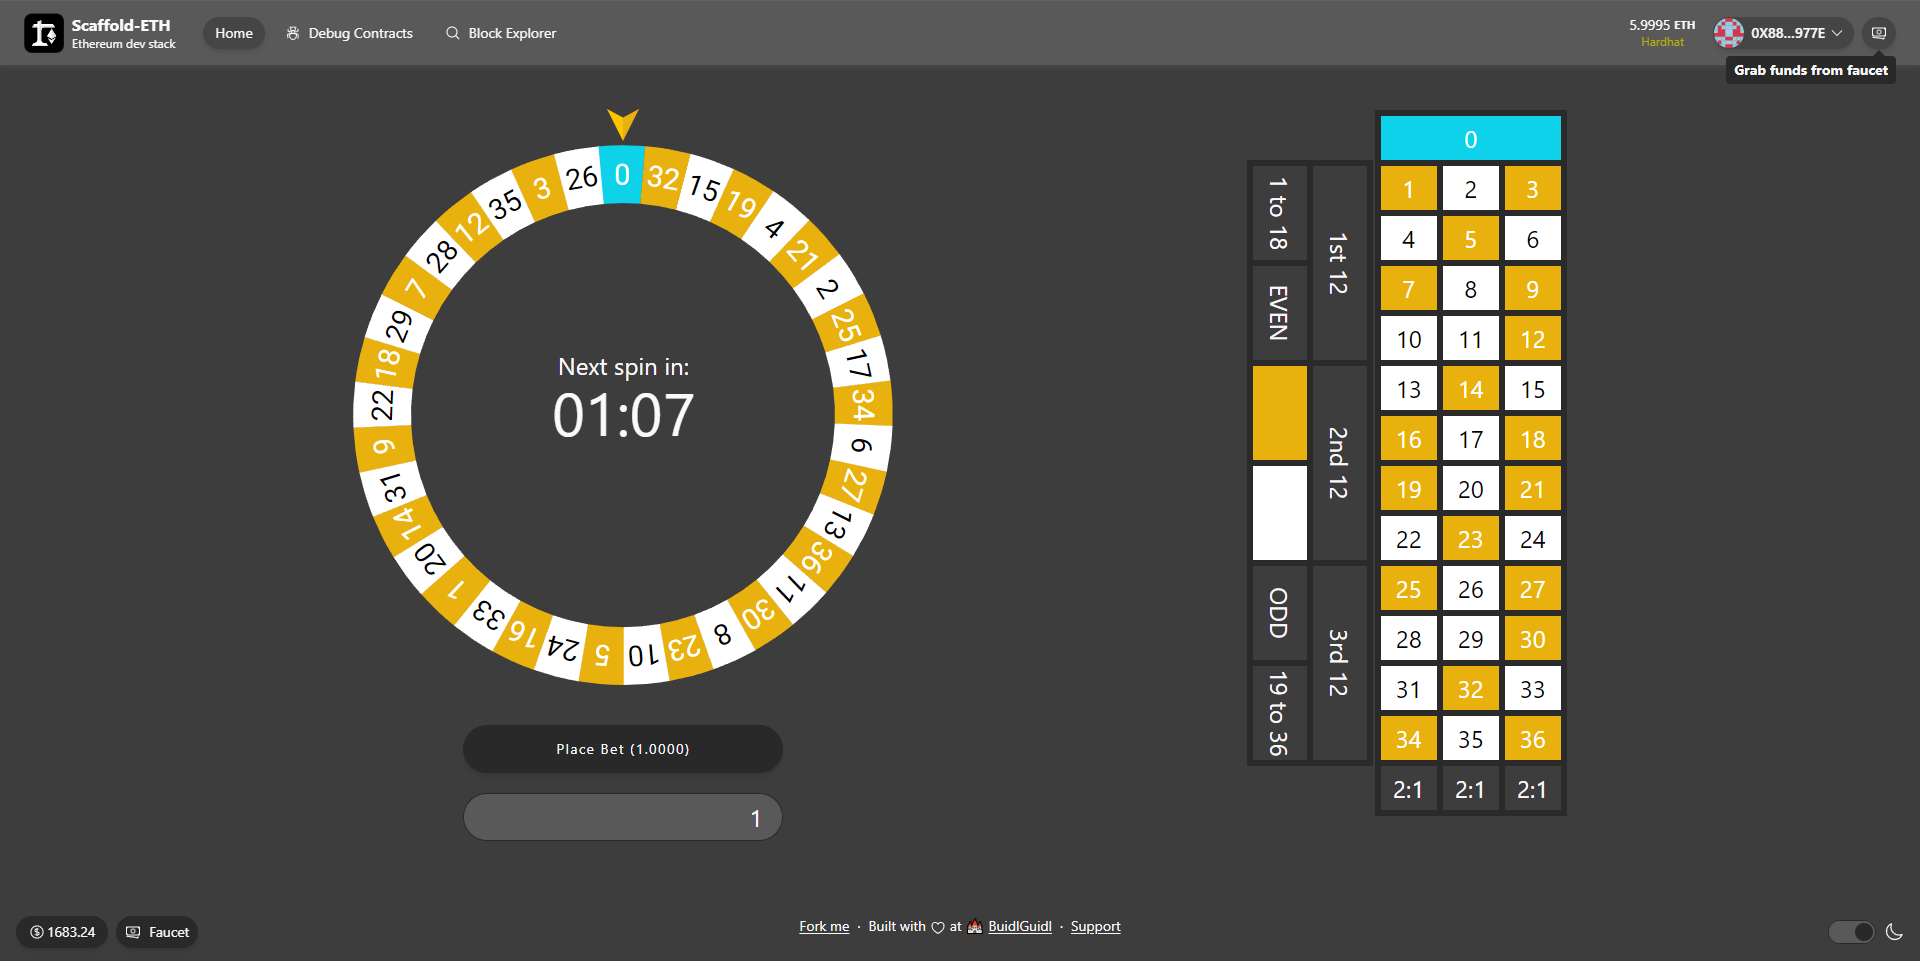 Scaffold-ETH
Ethereum dev stack
Home
Debug Contracts
Block Explorer
5.9995 ETH
Hardhat
0X88...977E
Grab funds from faucet
0
32
15
19
4
21
2
25
17
34
6
27
13
36
11
30
8
23
10
5
24
16
33
1
20
14
31
9
22
18
29
7
28
12
35
3
26
Next spin in:
01:07
Place Bet (1.0000)
1
1 to 18
EVEN
ODD
19 to 36
1st 12
2nd 12
3rd 12
0
1 2 3
4 5 6
7 8 9
10 11 12
13 14 15
16 17 18
19 20 21
22 23 24
25 26 27
28 29 30
31 32 33
34 35 36
2:1 2:1 2:1
1683.24
Faucet
Fork me · Built with at BuidlGuidl · Support